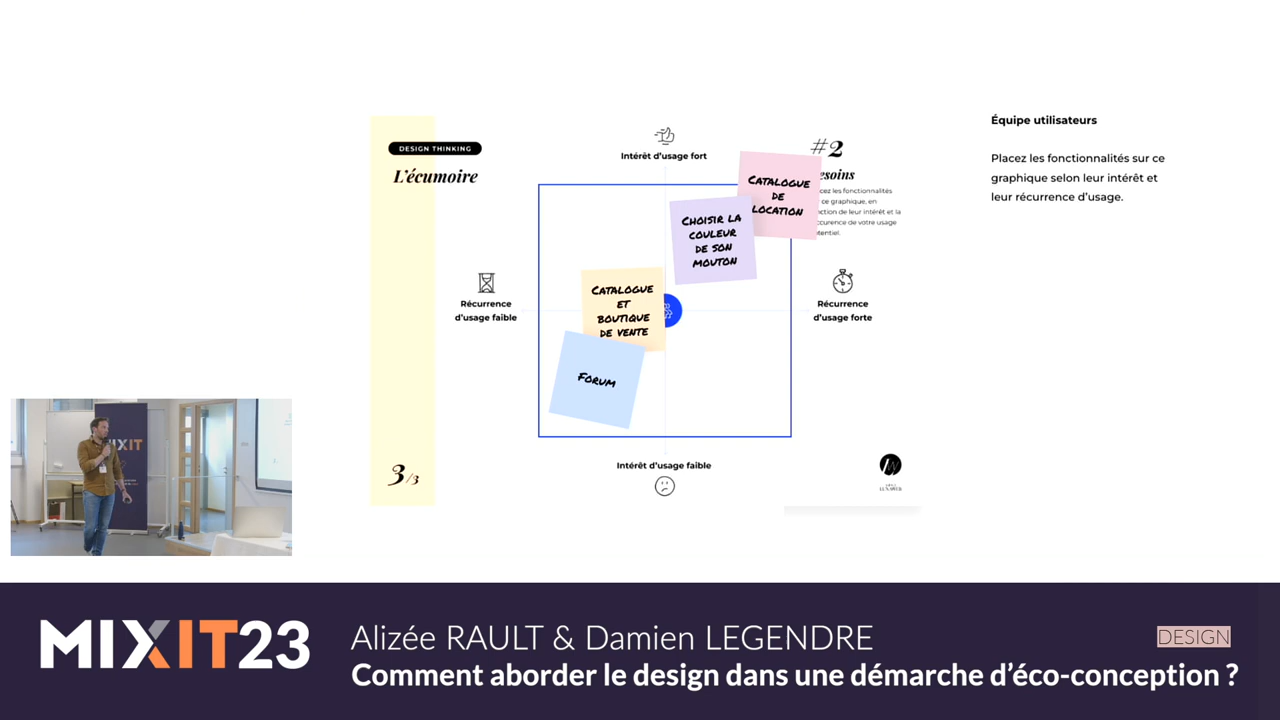 DESIGN THINKING
L'écumoire
Intérêt d'usage fort
#2
esoins
cez les fonctionnalités
ce graphique, en
nction de leur intérêt et la
currence de votre usage
tentiel.
CATALOGUE
DE
LOCATION
CHOISIR LA
COULEUR
DE SON
MOUTON
CATALOGUE
ET
BOUTIQUE
DE VENTE
FORUM
Récurrence
d'usage faible
Récurrence
d'usage forte
Intérêt d'usage faible
3/3
Équipe utilisateurs
Placez les fonctionnalités sur ce
graphique selon leur intérêt et
leur récurrence d'usage.
MIXIT23
Alizée RAULT & Damien LEGENDRE
DESIGN
Comment aborder le design dans une démarche d'éco-conception ?